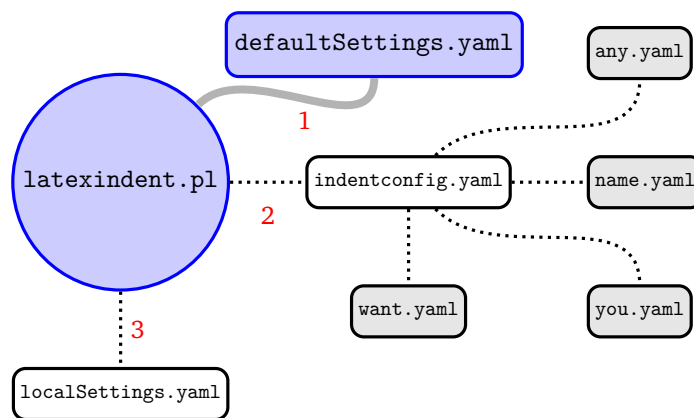 defaultSettings.yaml
any.yaml
1
latexindent.pl
indentconfig.yaml
name.yaml
2
want.yaml
you.yaml
3
localSettings.yaml